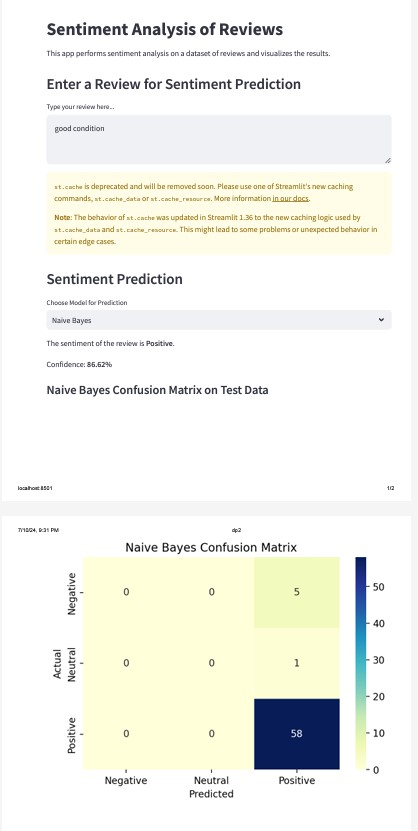 Sentiment Analysis of Reviews
This app performs sentiment analysis on a dataset of reviews and visualizes the results.
Enter a Review for Sentiment Prediction
Type your review here...
good condition
st.cache is deprecated and will be removed soon. Please use one of Streamlit's new caching
commands, st.cache_data or st.cache_resource. More information in our docs.
Note: The behavior of st.cache was updated in Streamlit 1.36 to the new caching logic used by
st.cache_data and st.cache_resource. This might lead to some problems or unexpected behavior in
certain edge cases.
Sentiment Prediction
Choose Model for Prediction
Naive Bayes
The sentiment of the review is Positive.
Confidence: 86.62%
Naive Bayes Confusion Matrix on Test Data
localhost:8501 1/2
7/10/24, 9:31 PM dp2
Naive Bayes Confusion Matrix
Negative 0 0 5
Actual
Neutral 0 0 1
Positive 0 0 58
Negative Neutral Positive
Predicted
50
40
30
20
10
0